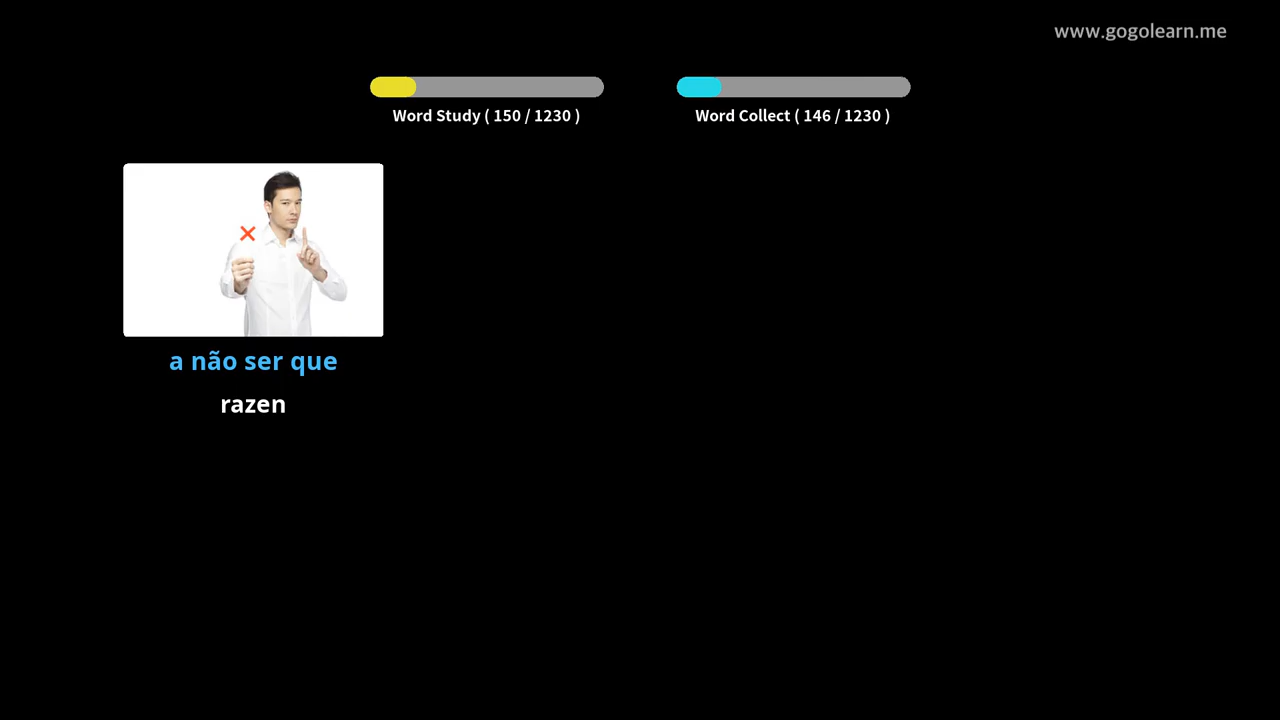 www.gogolearn.me
Word Study ( 150 / 1230 )
Word Collect ( 146 / 1230 )
a não ser que
razen